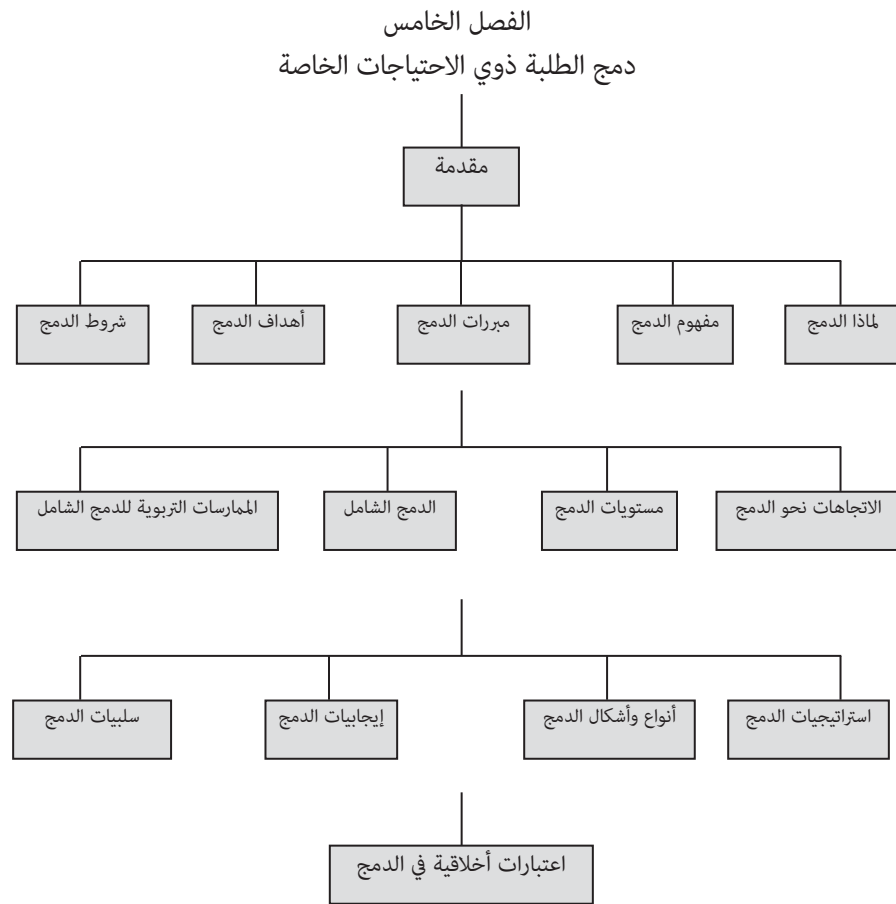 الفصل الخامس
دمج الطلبة ذوي الاحتياجات الخاصة
مقدمة
لماذا الدمج
مفهوم الدمج
مبررات الدمج
أهداف الدمج
شروط الدمج
الاتجاهات نحو الدمج
مستويات الدمج
الدمج الشامل
الممارسات التربوية للدمج الشامل
استراتيجيات الدمج
أنواع وأشكال الدمج
إيجابيات الدمج
سلبيات الدمج
اعتبارات أخلاقية في الدمج